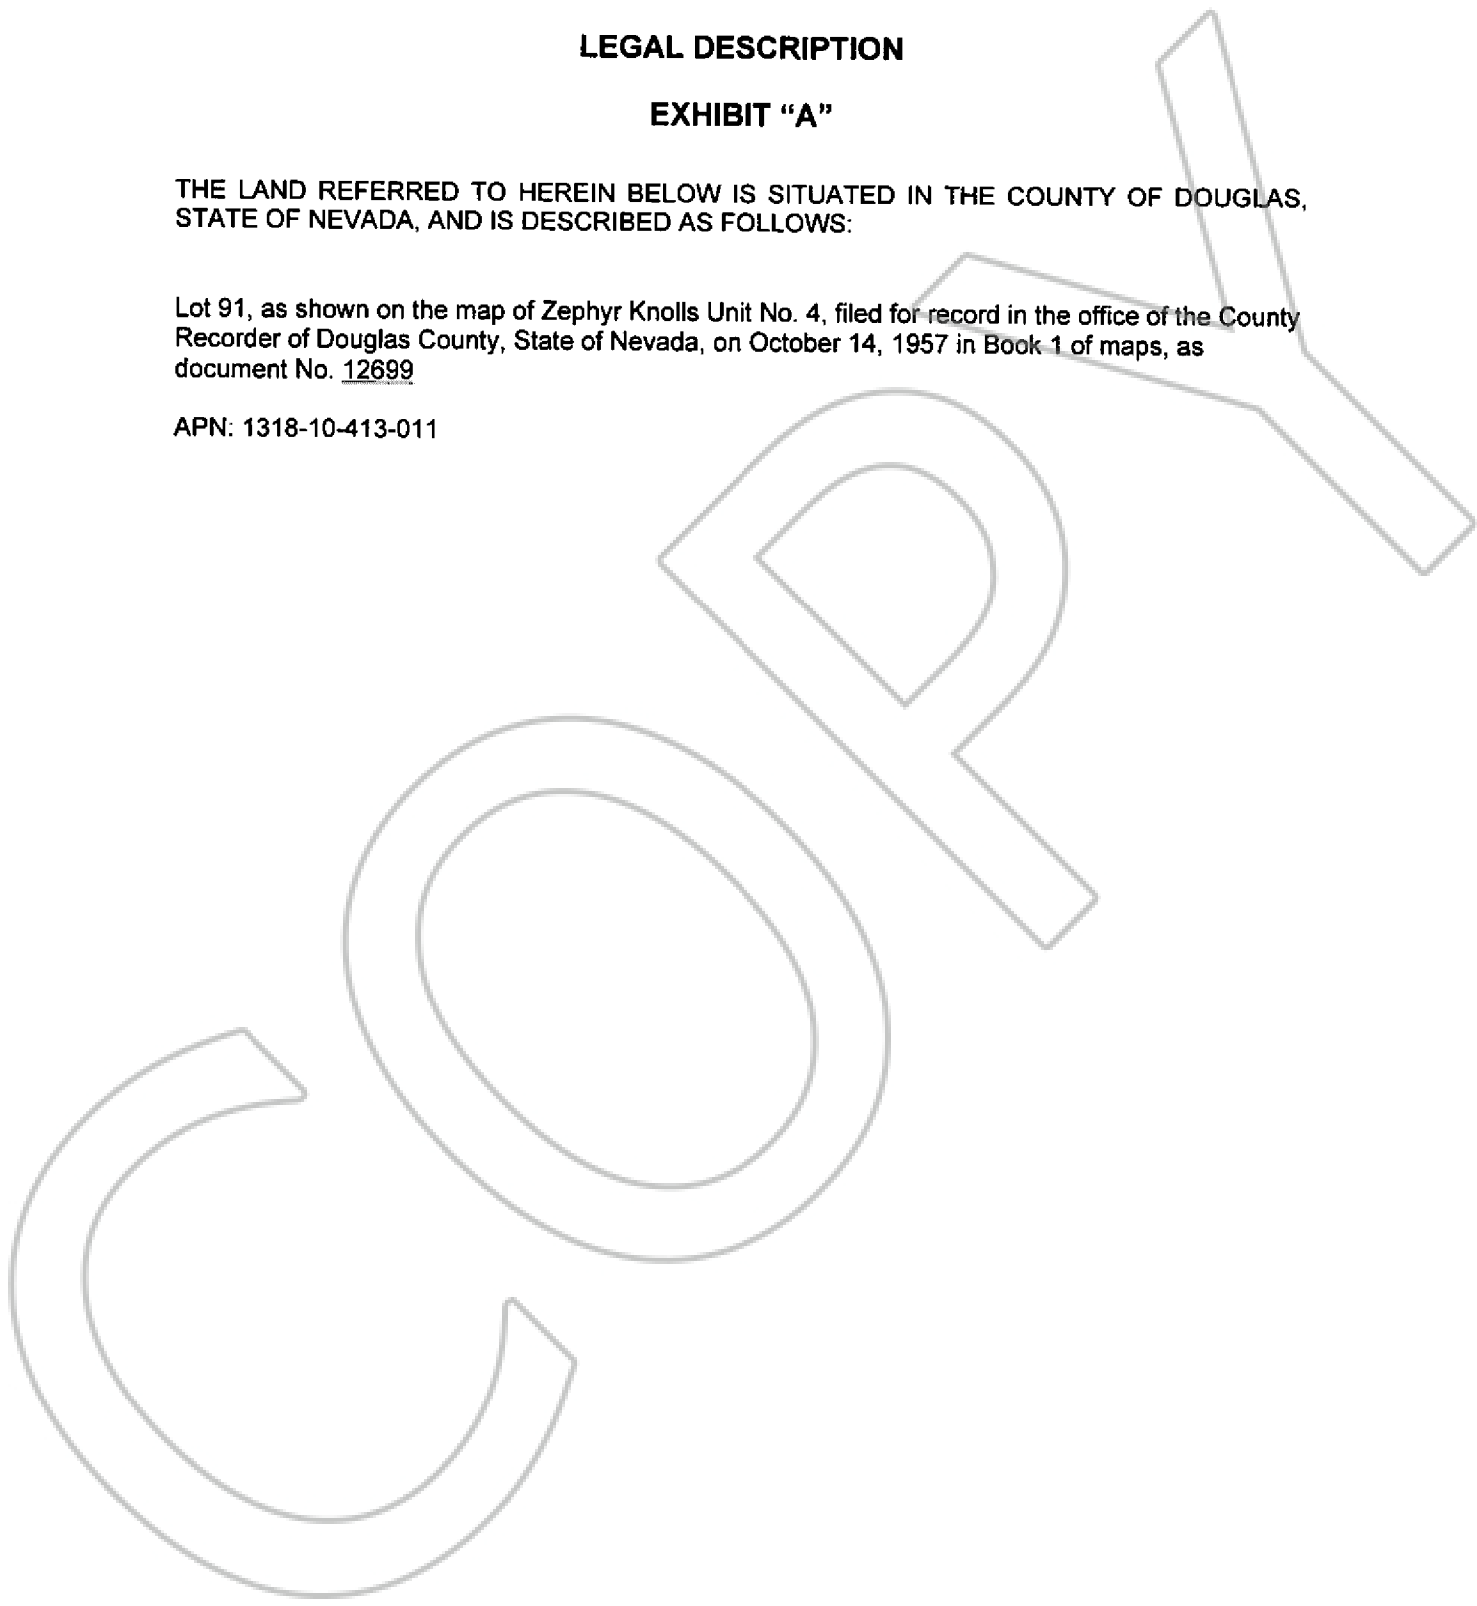 LEGAL DESCRIPTION
EXHIBIT “A”
THE LAND REFERRED TO HEREIN BELOW IS SITUATED IN THE COUNTY OF DOUGLAS,
STATE OF NEVADA, AND IS DESCRIBED AS FOLLOWS:
Lot 91, as shown on the map of Zephyr Knolls Unit No. 4, filed for record in the office of the County
Recorder of Douglas County, State of Nevada, on October 14, 1957 in Book 1 of maps, as
document No. 12699
APN: 1318-10-413-011
COPY